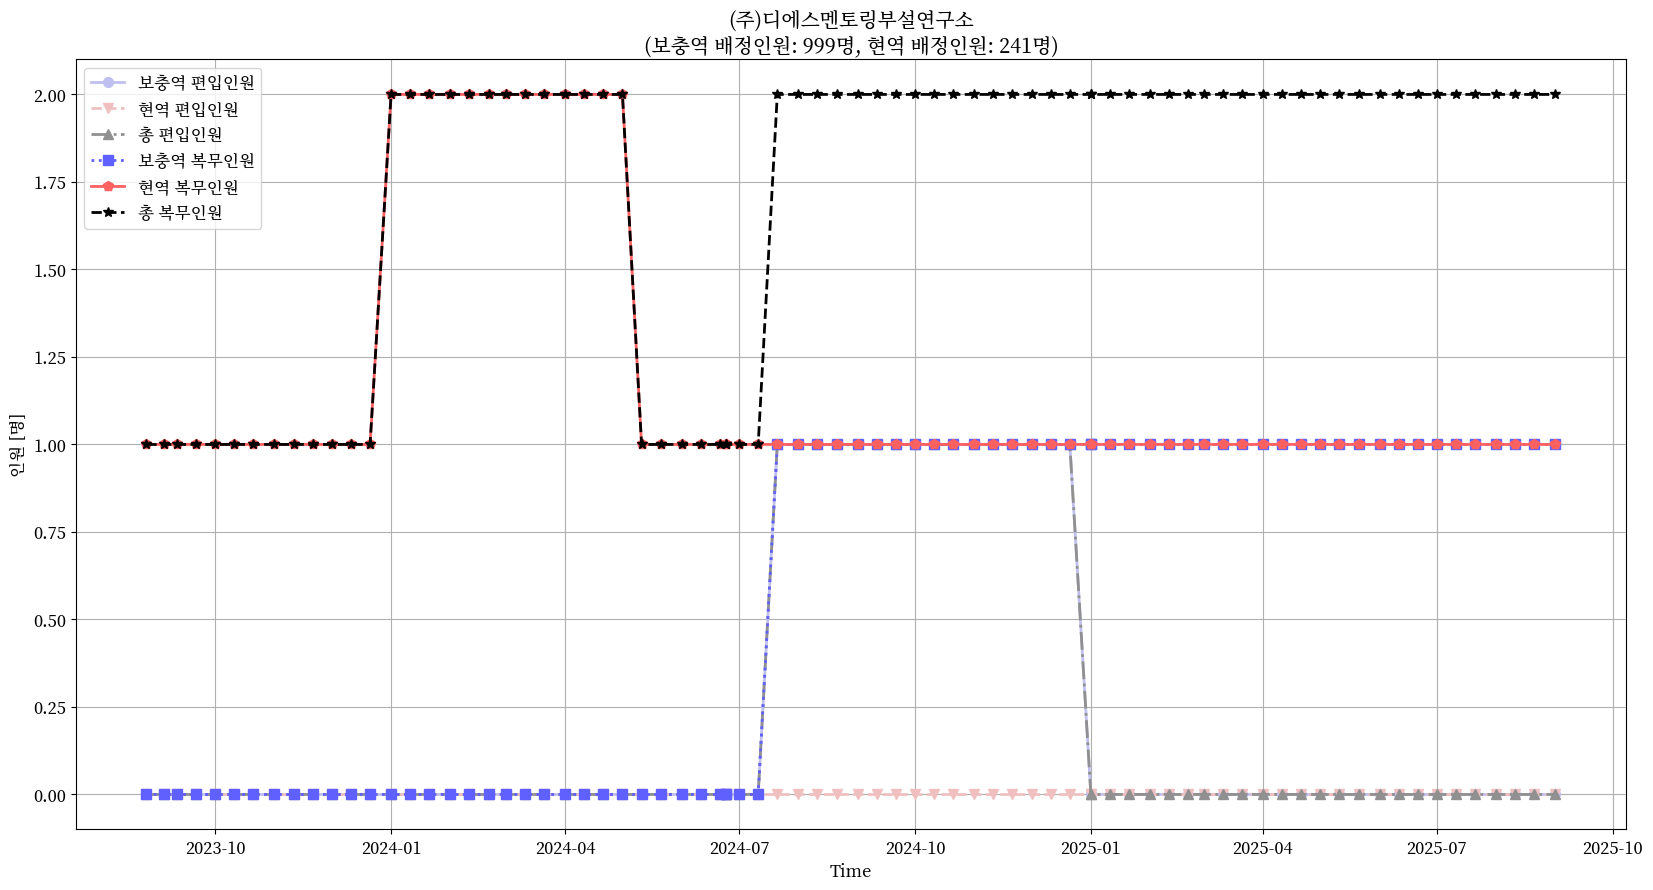 (주)디에스멘토링부설연구소
(보충역 배정인원: 999명, 현역 배정인원: 241명)
보충역 편입인원
현역 편입인원
총 편입인원
보충역 복무인원
현역 복무인원
총 복무인원
2.00
1.75
1.50
1.25
1.00
0.75
0.50
0.25
0.00
인원 [명]
2023-10 2024-01 2024-04 2024-07 2024-10 2025-01 2025-04 2025-07 2025-10
Time